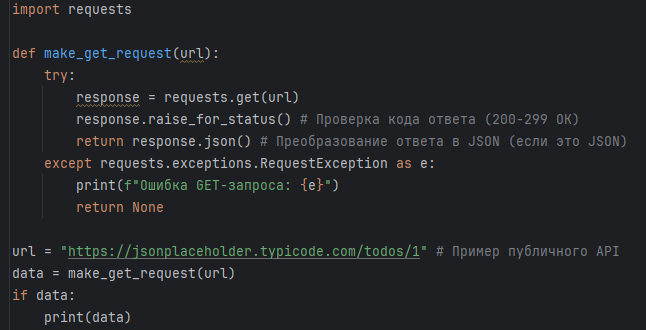 import requests
def make_get_request(url):
    try:
        response = requests.get(url)
        response.raise_for_status() # Проверка кода ответа (200-299 OK)
        return response.json() # Преобразование ответа в JSON (если это JSON)
    except requests.exceptions.RequestException as e:
        print(f"Ошибка GET-запроса: {e}")
        return None
url = "https://jsonplaceholder.typicode.com/todos/1" # Пример публичного API
data = make_get_request(url)
if data:
    print(data)